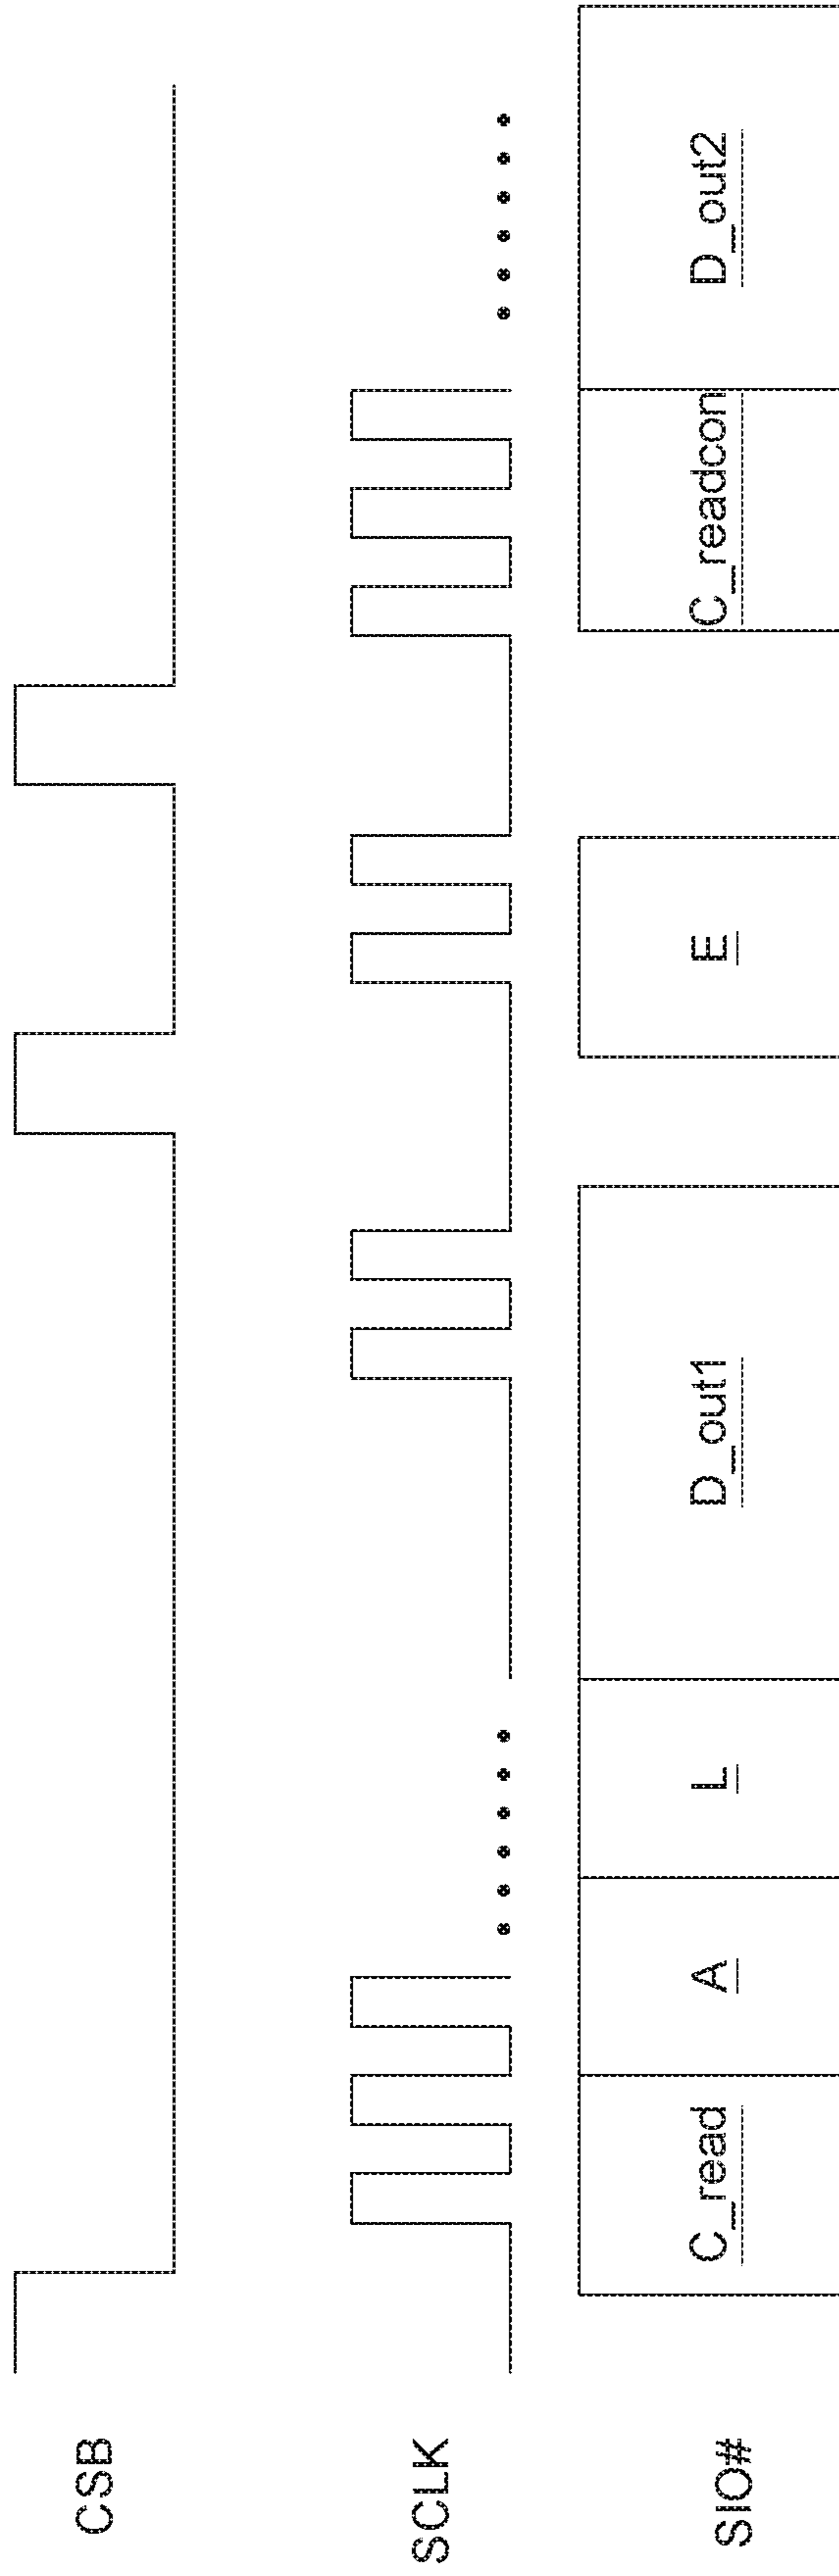 CSB
SCLK
SIO#
C_read
A
L
D_out1
E
C_readcon
D_out2